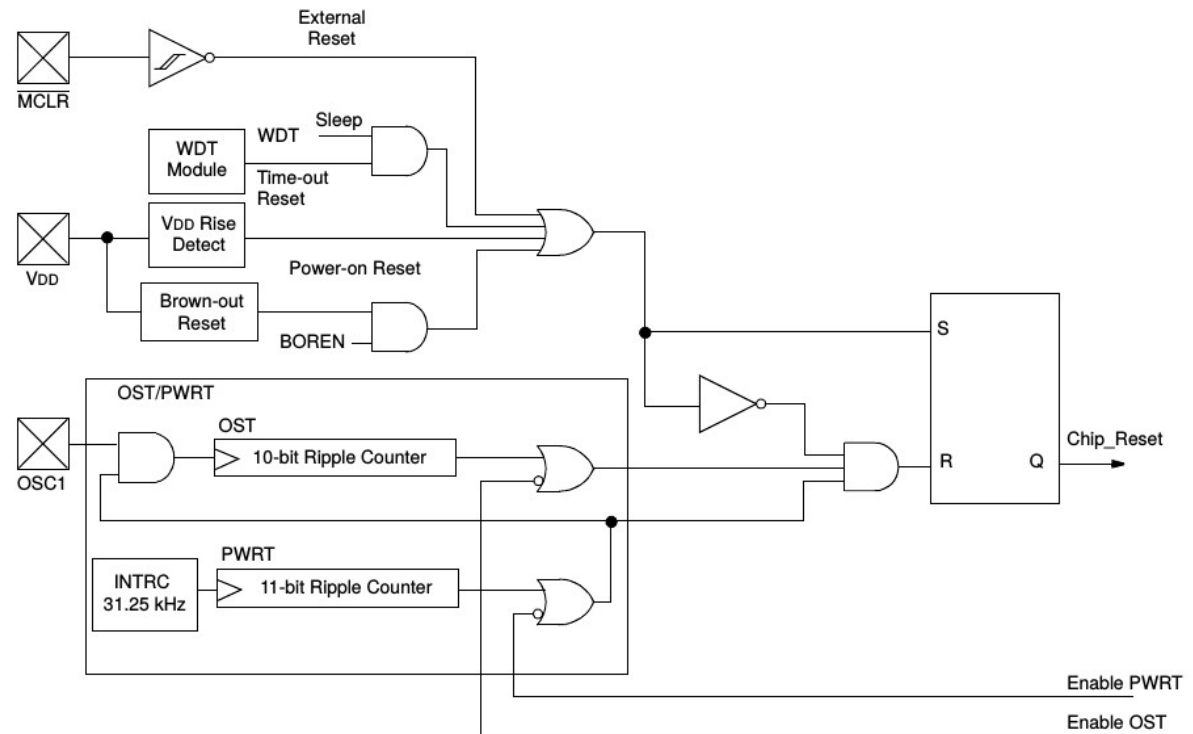 External
Reset
MCLR
Sleep
WDT
WDT
Module
Time-out
Reset
VDD
VDD Rise
Detect
Power-on Reset
Brown-out
Reset
BOREN
S
OST/PWRT
OST
OSC1
10-bit Ripple Counter
Chip_Reset
R
Q
PWRT
INTRC
31.25 kHz
11-bit Ripple Counter
Enable PWRT
Enable OST